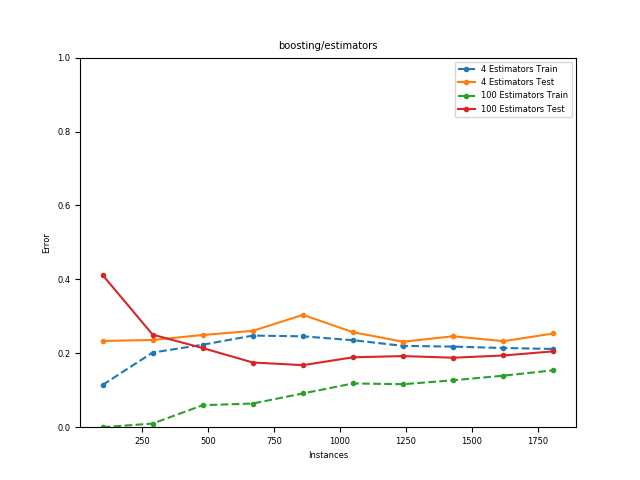 boosting/estimators
4 Estimators Train
4 Estimators Test
100 Estimators Train
100 Estimators Test
1.0
0.8
0.6
0.4
0.2
0.0
Error
250 500 750 1000 1250 1500 1750
Instances